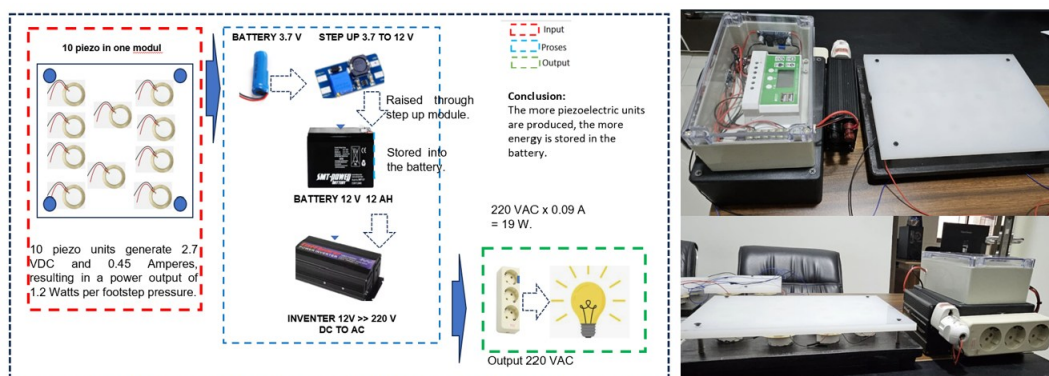 10 piezo in one modul
10 piezo units generate 2.7
VDC and 0.45 Amperes,
resulting in a power output of
1.2 Watts per footstep pressure.
BATTERY 3.7 V
STEP UP 3.7 TO 12 V
Raised through
step up module.
Stored into
the battery.
BATTERY 12 V 12 AH
INVENTER 12V >> 220 V
DC TO AC
Input
Proses
Output
Conclusion:
The more piezoelectric units
are produced, the more
energy is stored in the
battery.
220 VAC x 0.09 A
= 19 W.
Output 220 VAC